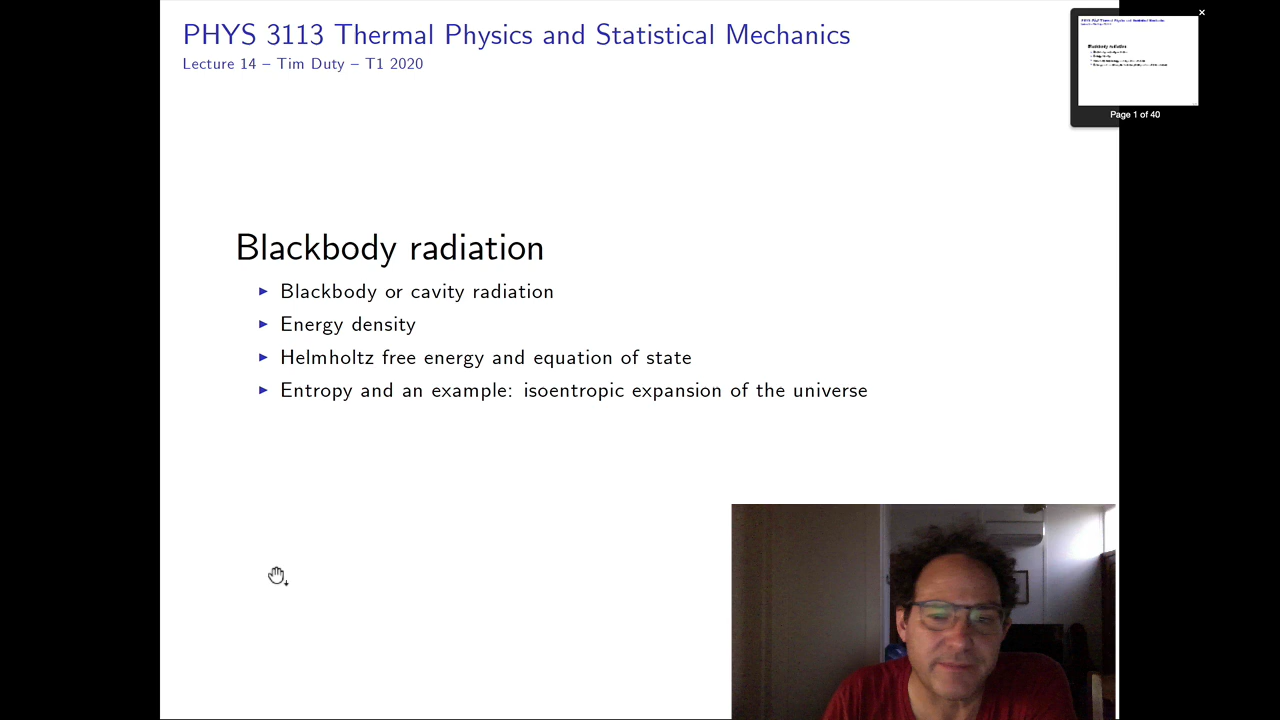 PHYS 3113 Thermal Physics and Statistical Mechanics
Lecture 14 – Tim Duty – T1 2020
Blackbody radiation
Blackbody or cavity radiation
Energy density
Helmholtz free energy and equation of state
Entropy and an example: isoentropic expansion of the universe
Blackbody radiation
Page 1 of 40